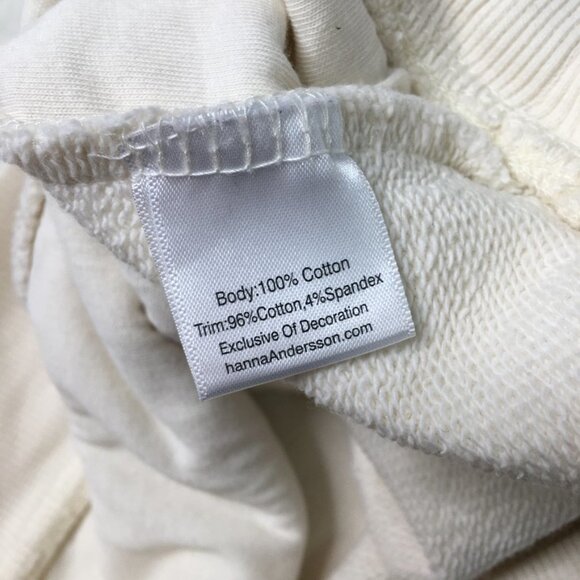 Body:100% Cotton
Trim:96%Cotton,4%Spandex
Exclusive Of Decoration
hannaAndersson.com